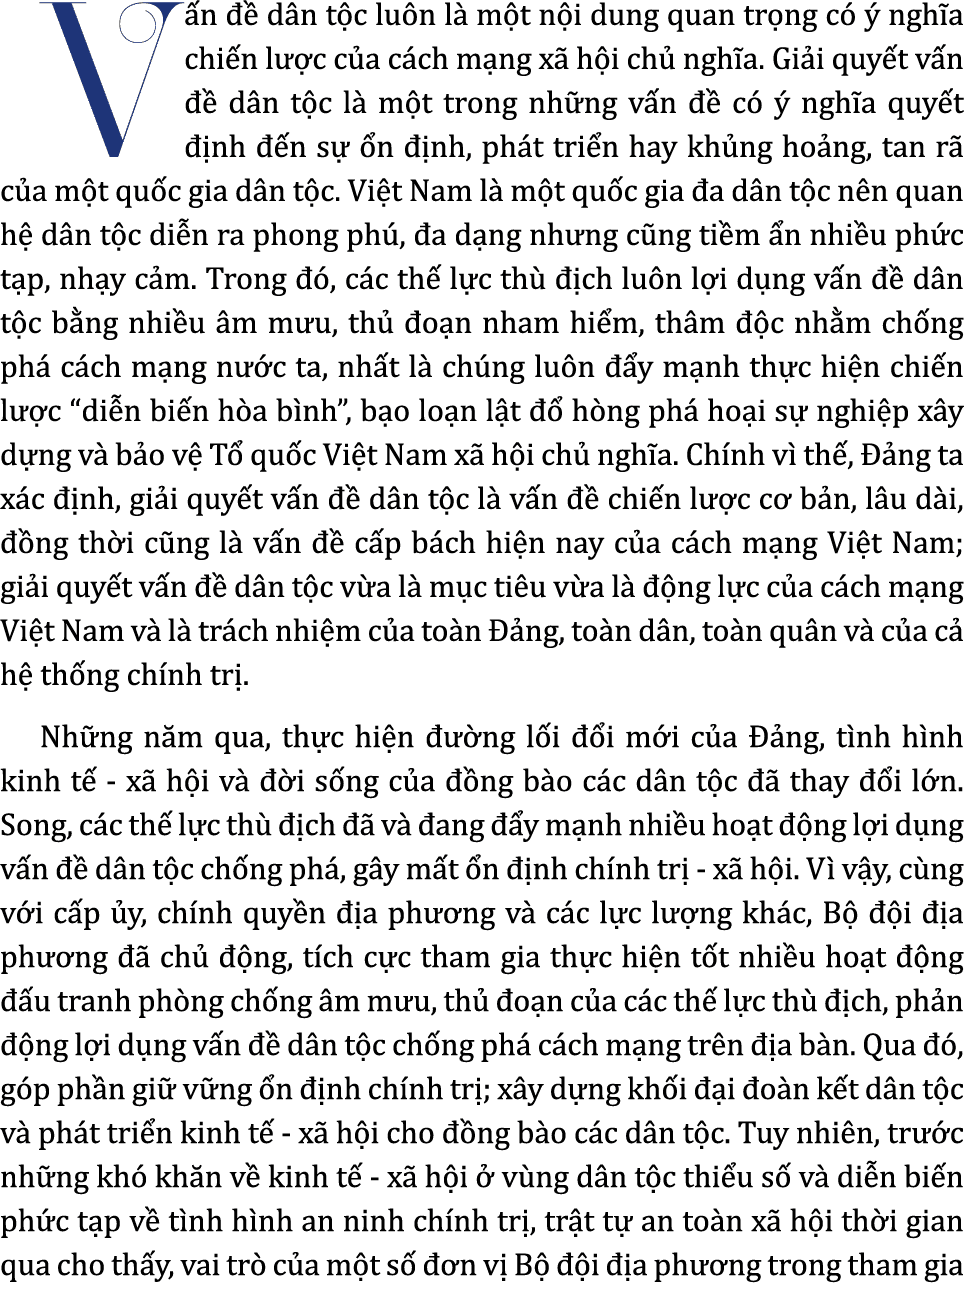 Vấn đề dân tộc luôn là một nội dung quan trọng có ý nghĩa
chiến lược của cách mạng xã hội chủ nghĩa. Giải quyết vấn
đề dân tộc là một trong những vấn đề có ý nghĩa quyết
định đến sự ổn định, phát triển hay khủng hoảng, tan rã
của một quốc gia dân tộc. Việt Nam là một quốc gia đa dân tộc nên quan
hệ dân tộc diễn ra phong phú, đa dạng nhưng cũng tiềm ẩn nhiều phức
tạp, nhạy cảm. Trong đó, các thế lực thù địch luôn lợi dụng vấn đề dân
tộc bằng nhiều âm mưu, thủ đoạn nham hiểm, thâm độc nhằm chống
phá cách mạng nước ta, nhất là chúng luôn đẩy mạnh thực hiện chiến
lược “diễn biến hòa bình”, bạo loạn lật đổ hòng phá hoại sự nghiệp xây
dựng và bảo vệ Tổ quốc Việt Nam xã hội chủ nghĩa. Chính vì thế, Đảng ta
xác định, giải quyết vấn đề dân tộc là vấn đề chiến lược cơ bản, lâu dài,
đồng thời cũng là vấn đề cấp bách hiện nay của cách mạng Việt Nam;
giải quyết vấn đề dân tộc vừa là mục tiêu vừa là động lực của cách mạng
Việt Nam và là trách nhiệm của toàn Đảng, toàn dân, toàn quân và của cả
hệ thống chính trị.
Những năm qua, thực hiện đường lối đổi mới của Đảng, tình hình
kinh tế - xã hội và đời sống của đồng bào các dân tộc đã thay đổi lớn.
Song, các thế lực thù địch đã và đang đẩy mạnh nhiều hoạt động lợi dụng
vấn đề dân tộc chống phá, gây mất ổn định chính trị - xã hội. Vì vậy, cùng
với cấp ủy, chính quyền địa phương và các lực lượng khác, Bộ đội địa
phương đã chủ động, tích cực tham gia thực hiện tốt nhiều hoạt động
đấu tranh phòng chống âm mưu, thủ đoạn của các thế lực thù địch, phản
động lợi dụng vấn đề dân tộc chống phá cách mạng trên địa bàn. Qua đó,
góp phần giữ vững ổn định chính trị; xây dựng khối đại đoàn kết dân tộc
và phát triển kinh tế - xã hội cho đồng bào các dân tộc. Tuy nhiên, trước
những khó khăn về kinh tế - xã hội ở vùng dân tộc thiểu số và diễn biến
phức tạp về tình hình an ninh chính trị, trật tự an toàn xã hội thời gian
qua cho thấy, vai trò của một số đơn vị Bộ đội địa phương trong tham gia